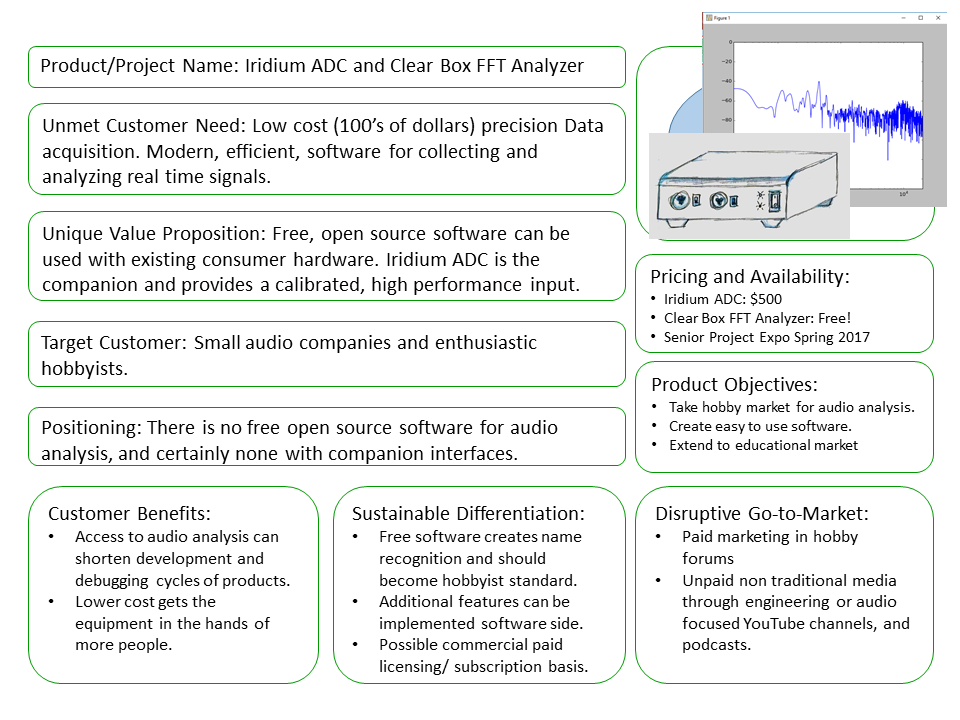 Figure 1
0
−20
−40
−60
−80
10⁴
Product/Project Name: Iridium ADC and Clear Box FFT Analyzer
Unmet Customer Need: Low cost (100's of dollars) precision Data
acquisition. Modern, efficient, software for collecting and
analyzing real time signals.
Unique Value Proposition: Free, open source software can be
used with existing consumer hardware. Iridium ADC is the
companion and provides a calibrated, high performance input.
Target Customer: Small audio companies and enthusiastic
hobbyists.
Positioning: There is no free open source software for audio
analysis, and certainly none with companion interfaces.
Pricing and Availability:
• Iridium ADC: $500
• Clear Box FFT Analyzer: Free!
• Senior Project Expo Spring 2017
Product Objectives:
• Take hobby market for audio analysis.
• Create easy to use software.
• Extend to educational market
Customer Benefits:
• Access to audio analysis can
shorten development and
debugging cycles of products.
• Lower cost gets the
equipment in the hands of
more people.
Sustainable Differentiation:
• Free software creates name
recognition and should
become hobbyist standard.
• Additional features can be
implemented software side.
• Possible commercial paid
licensing/ subscription basis.
Disruptive Go-to-Market:
• Paid marketing in hobby
forums
• Unpaid non traditional media
through engineering or audio
focused YouTube channels, and
podcasts.